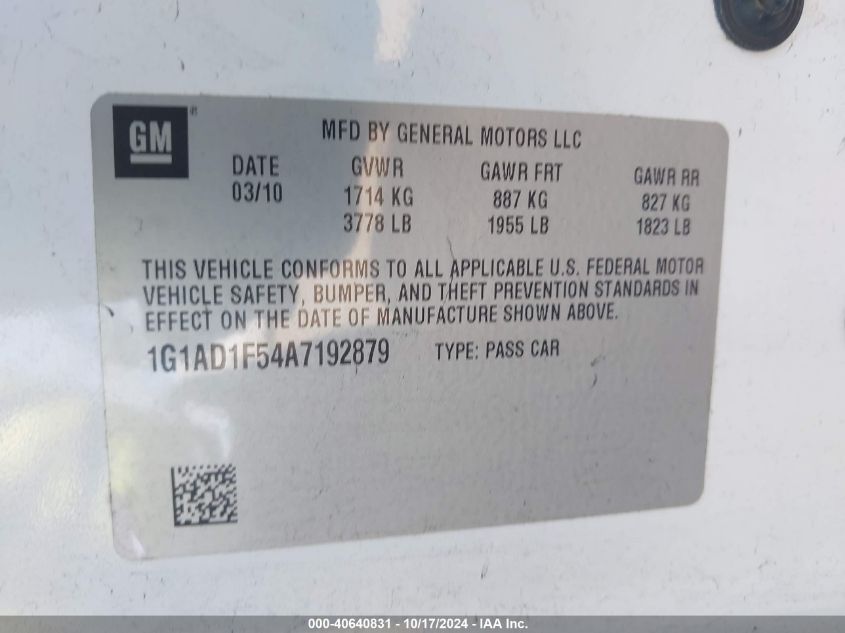 GM®
MFD BY GENERAL MOTORS LLC
DATE GVWR GAWR FRT GAWR RR
03/10 1714 KG 887 KG 827 KG
3778 LB 1955 LB 1823 LB
THIS VEHICLE CONFORMS TO ALL APPLICABLE U.S. FEDERAL MOTOR
VEHICLE SAFETY, BUMPER, AND THEFT PREVENTION STANDARDS IN
EFFECT ON THE DATE OF MANUFACTURE SHOWN ABOVE.
1G1AD1F54A7192879 TYPE: PASS CAR
000-40640831 - 10/17/2024 - IAA Inc.